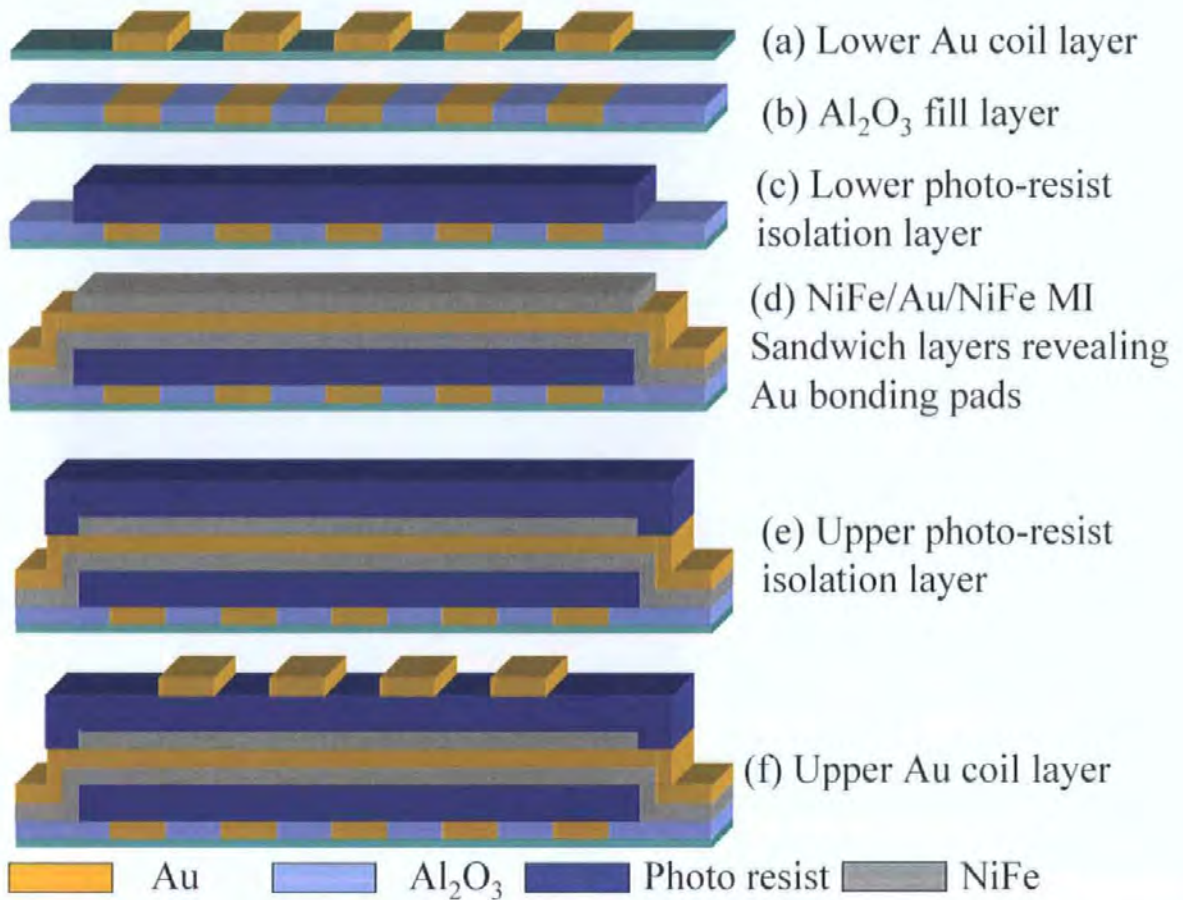 (a) Lower Au coil layer
(b) Al₂O₃ fill layer
(c) Lower photo-resist
isolation layer
(d) NiFe/Au/NiFe MI
Sandwich layers revealing
Au bonding pads
(e) Upper photo-resist
isolation layer
(f) Upper Au coil layer
Au Al₂O₃ Photo resist NiFe